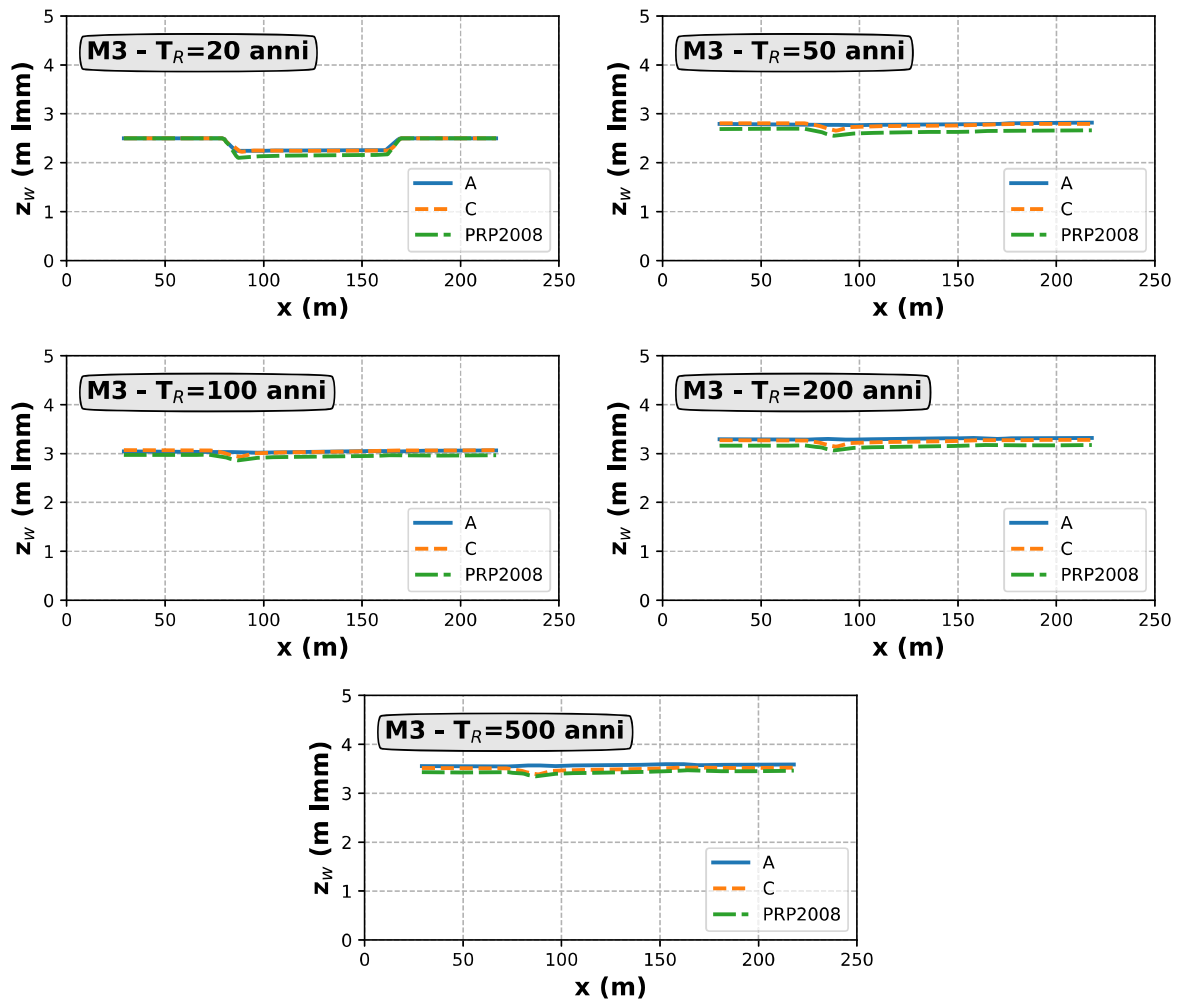 M3 - T_R=20 anni
z_w (m lmm)
5
4
3
2
1
0
0 50 100 150 200 250
x (m)
A
C
PRP2008
M3 - T_R=50 anni
z_w (m lmm)
5
4
3
2
1
0
0 50 100 150 200 250
x (m)
A
C
PRP2008
M3 - T_R=100 anni
z_w (m lmm)
5
4
3
2
1
0
0 50 100 150 200 250
x (m)
A
C
PRP2008
M3 - T_R=200 anni
z_w (m lmm)
5
4
3
2
1
0
0 50 100 150 200 250
x (m)
A
C
PRP2008
M3 - T_R=500 anni
z_w (m lmm)
5
4
3
2
1
0
0 50 100 150 200 250
x (m)
A
C
PRP2008